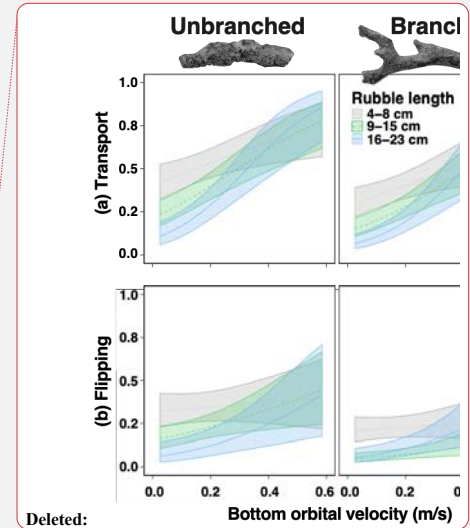 Unbranched Branch
Rubble length
4–8 cm
9–15 cm
16–23 cm
(a) Transport
1.0
0.8
0.5
0.2
0.0
(b) Flipping
1.0
0.8
0.5
0.2
0.0
0.0 0.2 0.4 0.6 0.0 0.2 0
Deleted: Bottom orbital velocity (m/s)